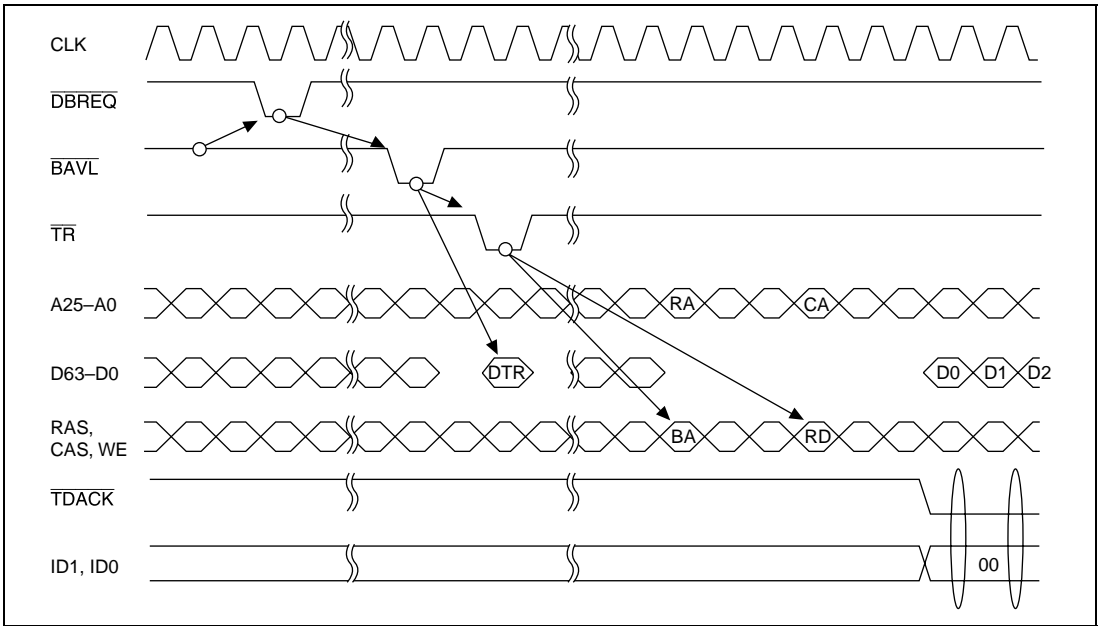 CLK
DBREQ
BAVL
TR
A25–A0 RA CA
D63–D0 DTR D0 D1 D2
RAS,
CAS, WE BA RD
TDACK
ID1, ID0 00